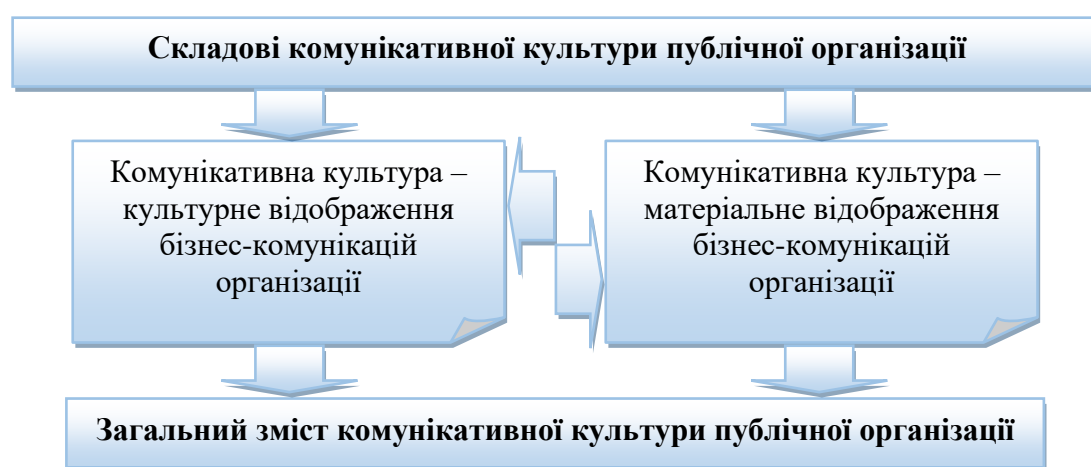 Складові комунікативної культури публічної організації
Комунікативна культура –
культурне відображення
бізнес-комунікацій
організації
Комунікативна культура –
матеріальне відображення
бізнес-комунікацій
організації
Загальний зміст комунікативної культури публічної організації